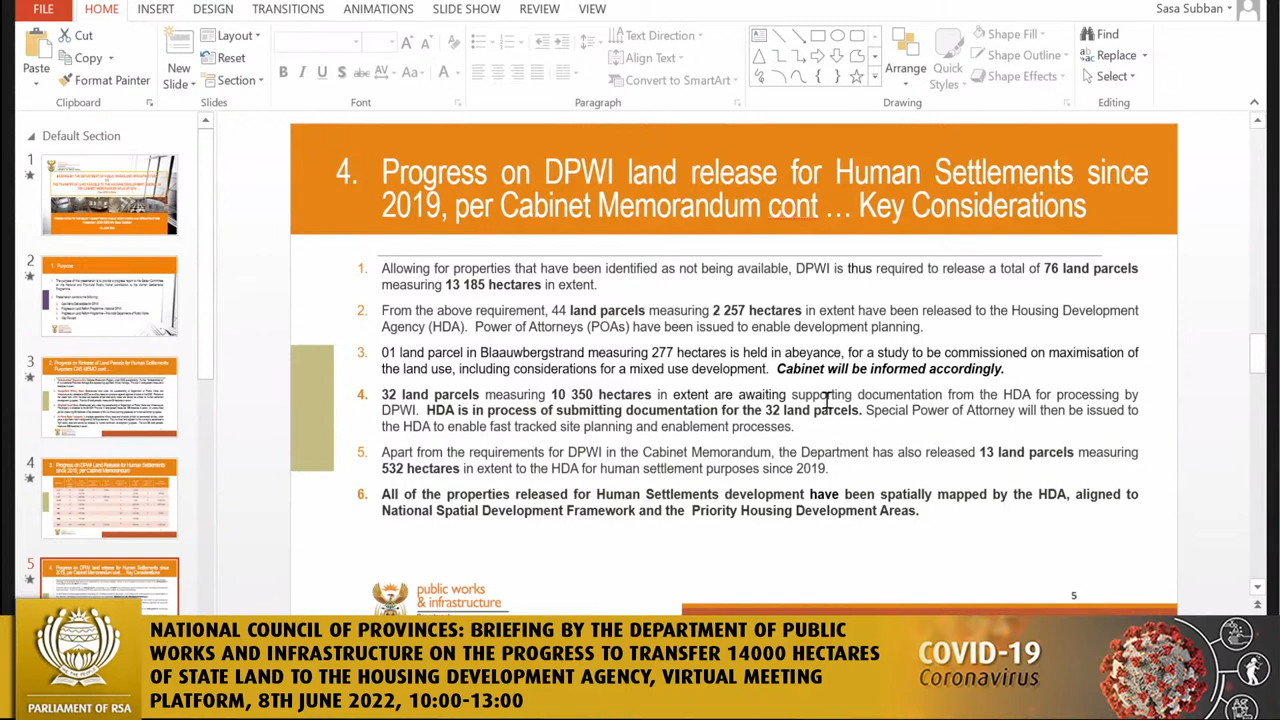 FILE HOME INSERT DESIGN TRANSITIONS ANIMATIONS SLIDE SHOW REVIEW VIEW
Sasa Subban
Paste
Cut
Copy
Format Painter
Clipboard
New
Slide
Layout
Reset
Section
Slides
B I U S abc AV Aa A
Font
Text Direction
Align Text
Convert to SmartArt
Paragraph
Arrange
Quick
Styles
Shape Fill
Shape Outline
Shape Effects
Drawing
Find
Replace
Select
Editing
Default Section
1
2
1. Purpose
3
4
5
4. Progress on DPWI land release for Human Settlements since
2019, per Cabinet Memorandum cont … Key Considerations
1. Allowing for properties that have been identified as not being available, DPWI is thus required to release a total of 76 land parcels
measuring 13 185 hectares in extent.
2. From the above requirement, 44 land parcels measuring 2 257 hectares in extent have been released to the Housing Development
Agency (HDA). Power of Attorneys (POAs) have been issued to enable development planning.
3. 01 land parcel in Blaauwbergstrand measuring 277 hectares is held in abeyance, for a study to be commissioned on maximisation of
the land use, including considerations for a mixed use development. Cabinet will be informed accordingly.
4. 32 land parcels measuring 10 350 hectares in extent are awaiting supporting documentation from the HDA for processing by
DPWI. HDA is in process of submitting documentation for the 32 land parcels. Special Power of Attorney will then be issued to
the HDA to enable fast tracked site planning and enablement processes.
5. Apart from the requirements for DPWI in the Cabinet Memorandum, the Department has also released 13 land parcels measuring
532 hectares in extent to the HDA for human settlement purposes since 2019.
6. All of the properties released for Human Settlements development have been spatially mapped by the HDA, aligned to
National Spatial Development Framework and the Priority Housing Development Areas.
public works
& infrastructure
5
PARLIAMENT OF RSA
NATIONAL COUNCIL OF PROVINCES: BRIEFING BY THE DEPARTMENT OF PUBLIC
WORKS AND INFRASTRUCTURE ON THE PROGRESS TO TRANSFER 14000 HECTARES
OF STATE LAND TO THE HOUSING DEVELOPMENT AGENCY, VIRTUAL MEETING
PLATFORM, 8TH JUNE 2022, 10:00-13:00
COVID-19
Coronavirus